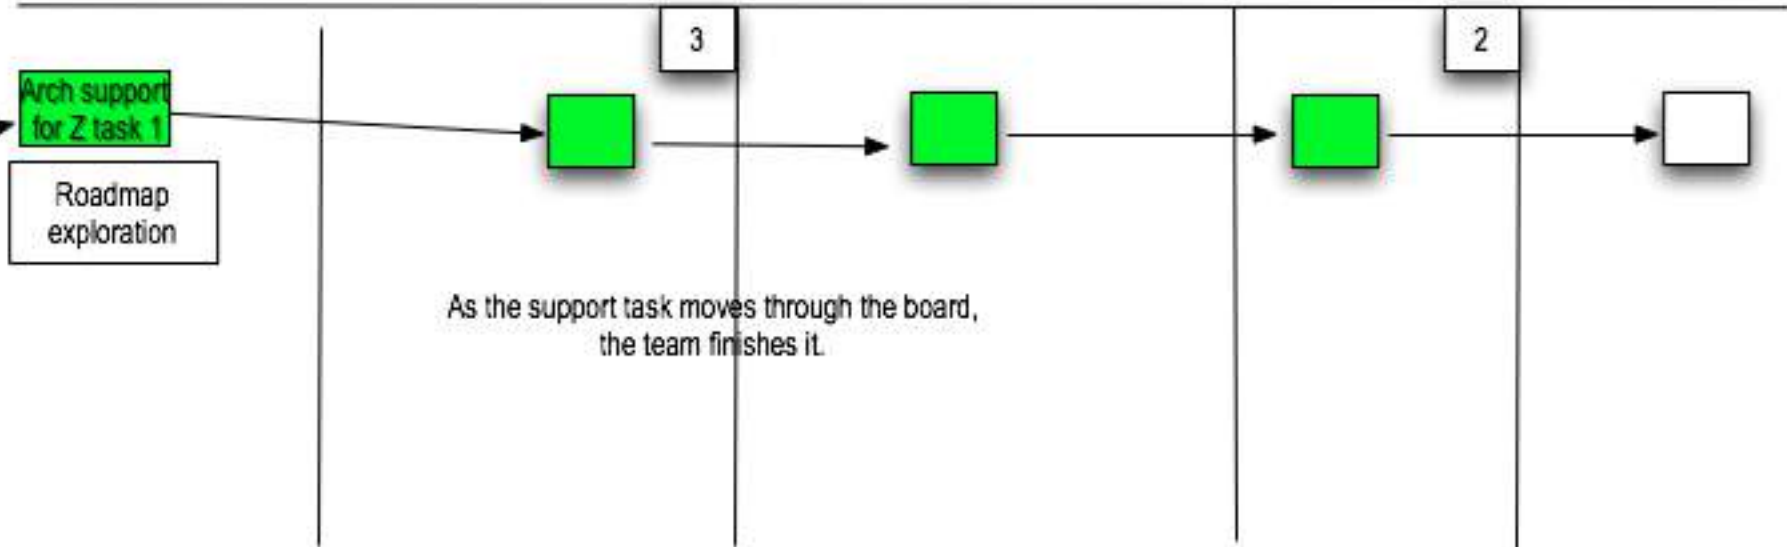 3
2
Arch support
for Z task 1
Roadmap
exploration
As the support task moves through the board,
the team finishes it.